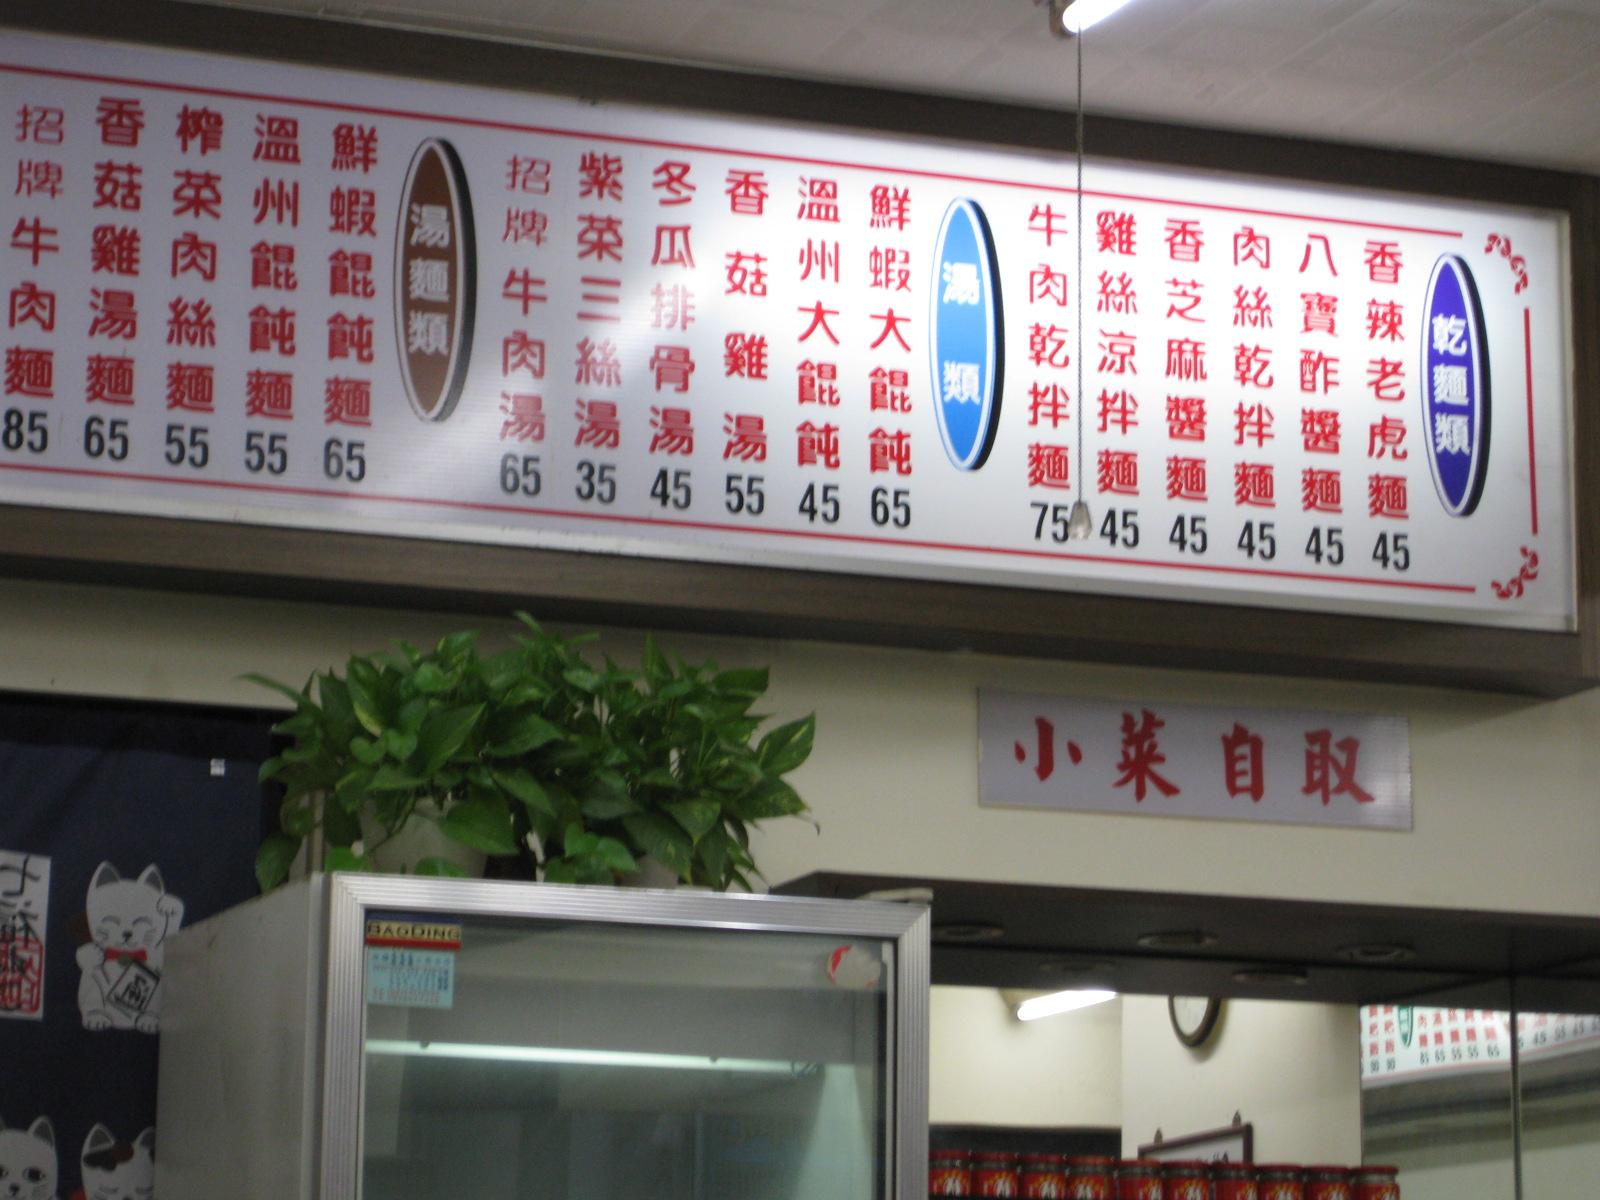 乾麵類
香辣老虎麵 45
八寶酢醬麵 45
肉絲乾拌麵 45
香芝麻醬麵 45
雞絲涼拌麵 45
牛肉乾拌麵 75
湯類
鮮蝦大餛飩 65
溫州大餛飩 45
香菇雞湯 55
冬瓜排骨湯 45
紫菜三絲湯 35
招牌牛肉湯 65
湯麵類
鮮蝦餛飩麵 65
溫州餛飩麵 55
榨菜肉絲麵 55
香菇雞湯麵 65
招牌牛肉麵 85
小菜自取
BAODING